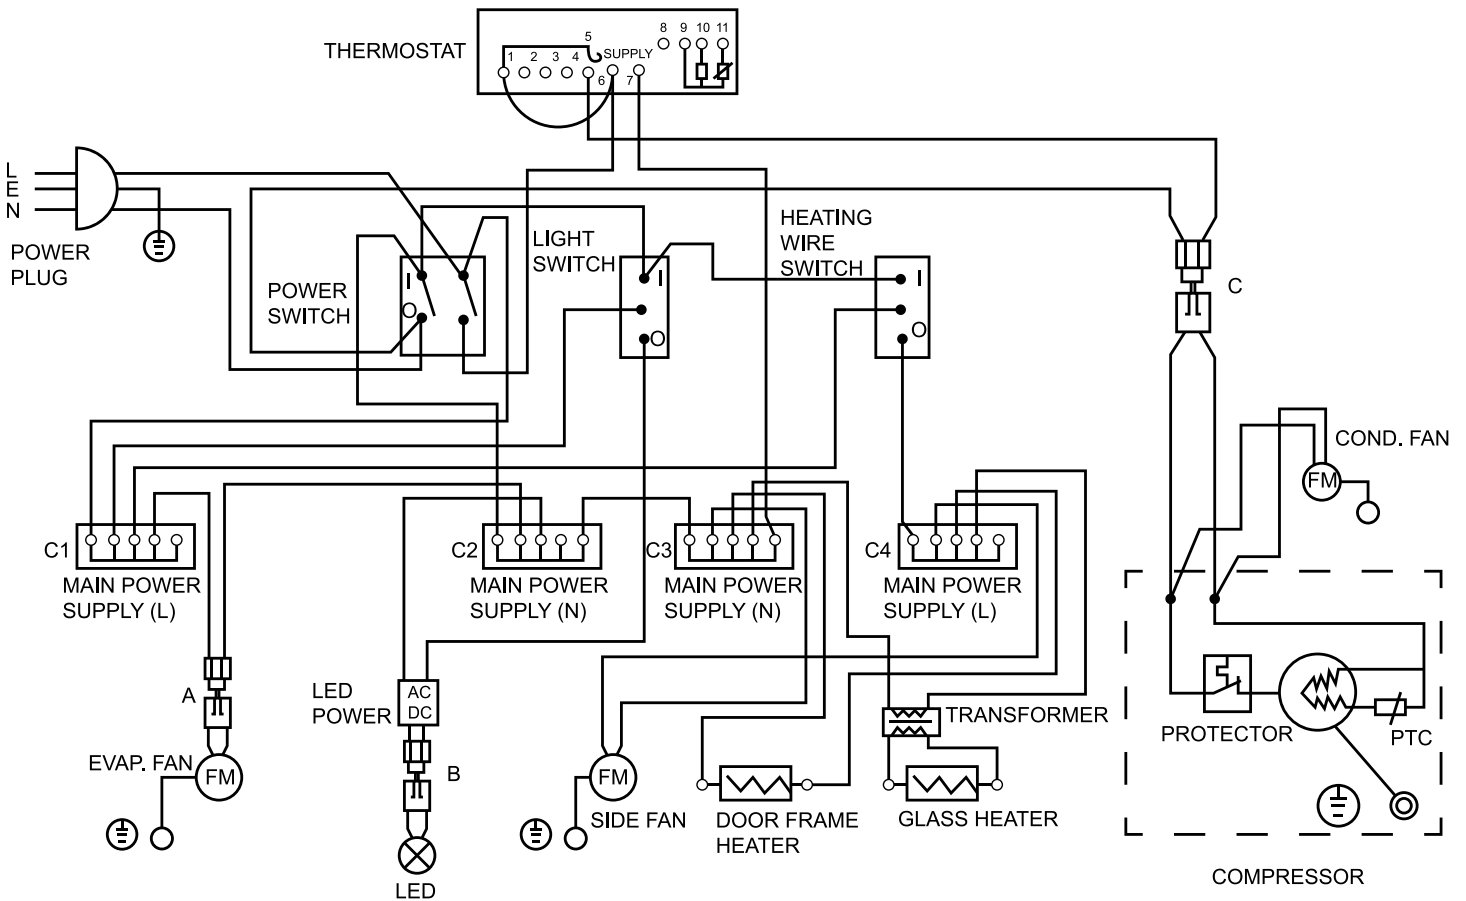 THERMOSTAT
1
2
3
4
5
6
7
SUPPLY
8
9
10
11
L
E
N
POWER
PLUG
POWER
SWITCH
I
O
LIGHT
SWITCH
I
O
HEATING
WIRE
SWITCH
I
O
C
COND. FAN
FM
C1
MAIN POWER
SUPPLY (L)
C2
MAIN POWER
SUPPLY (N)
C3
MAIN POWER
SUPPLY (N)
C4
MAIN POWER
SUPPLY (L)
A
EVAP. FAN
FM
LED
POWER
AC
DC
B
LED
FM
SIDE FAN
DOOR FRAME
HEATER
TRANSFORMER
GLASS HEATER
PROTECTOR
PTC
COMPRESSOR